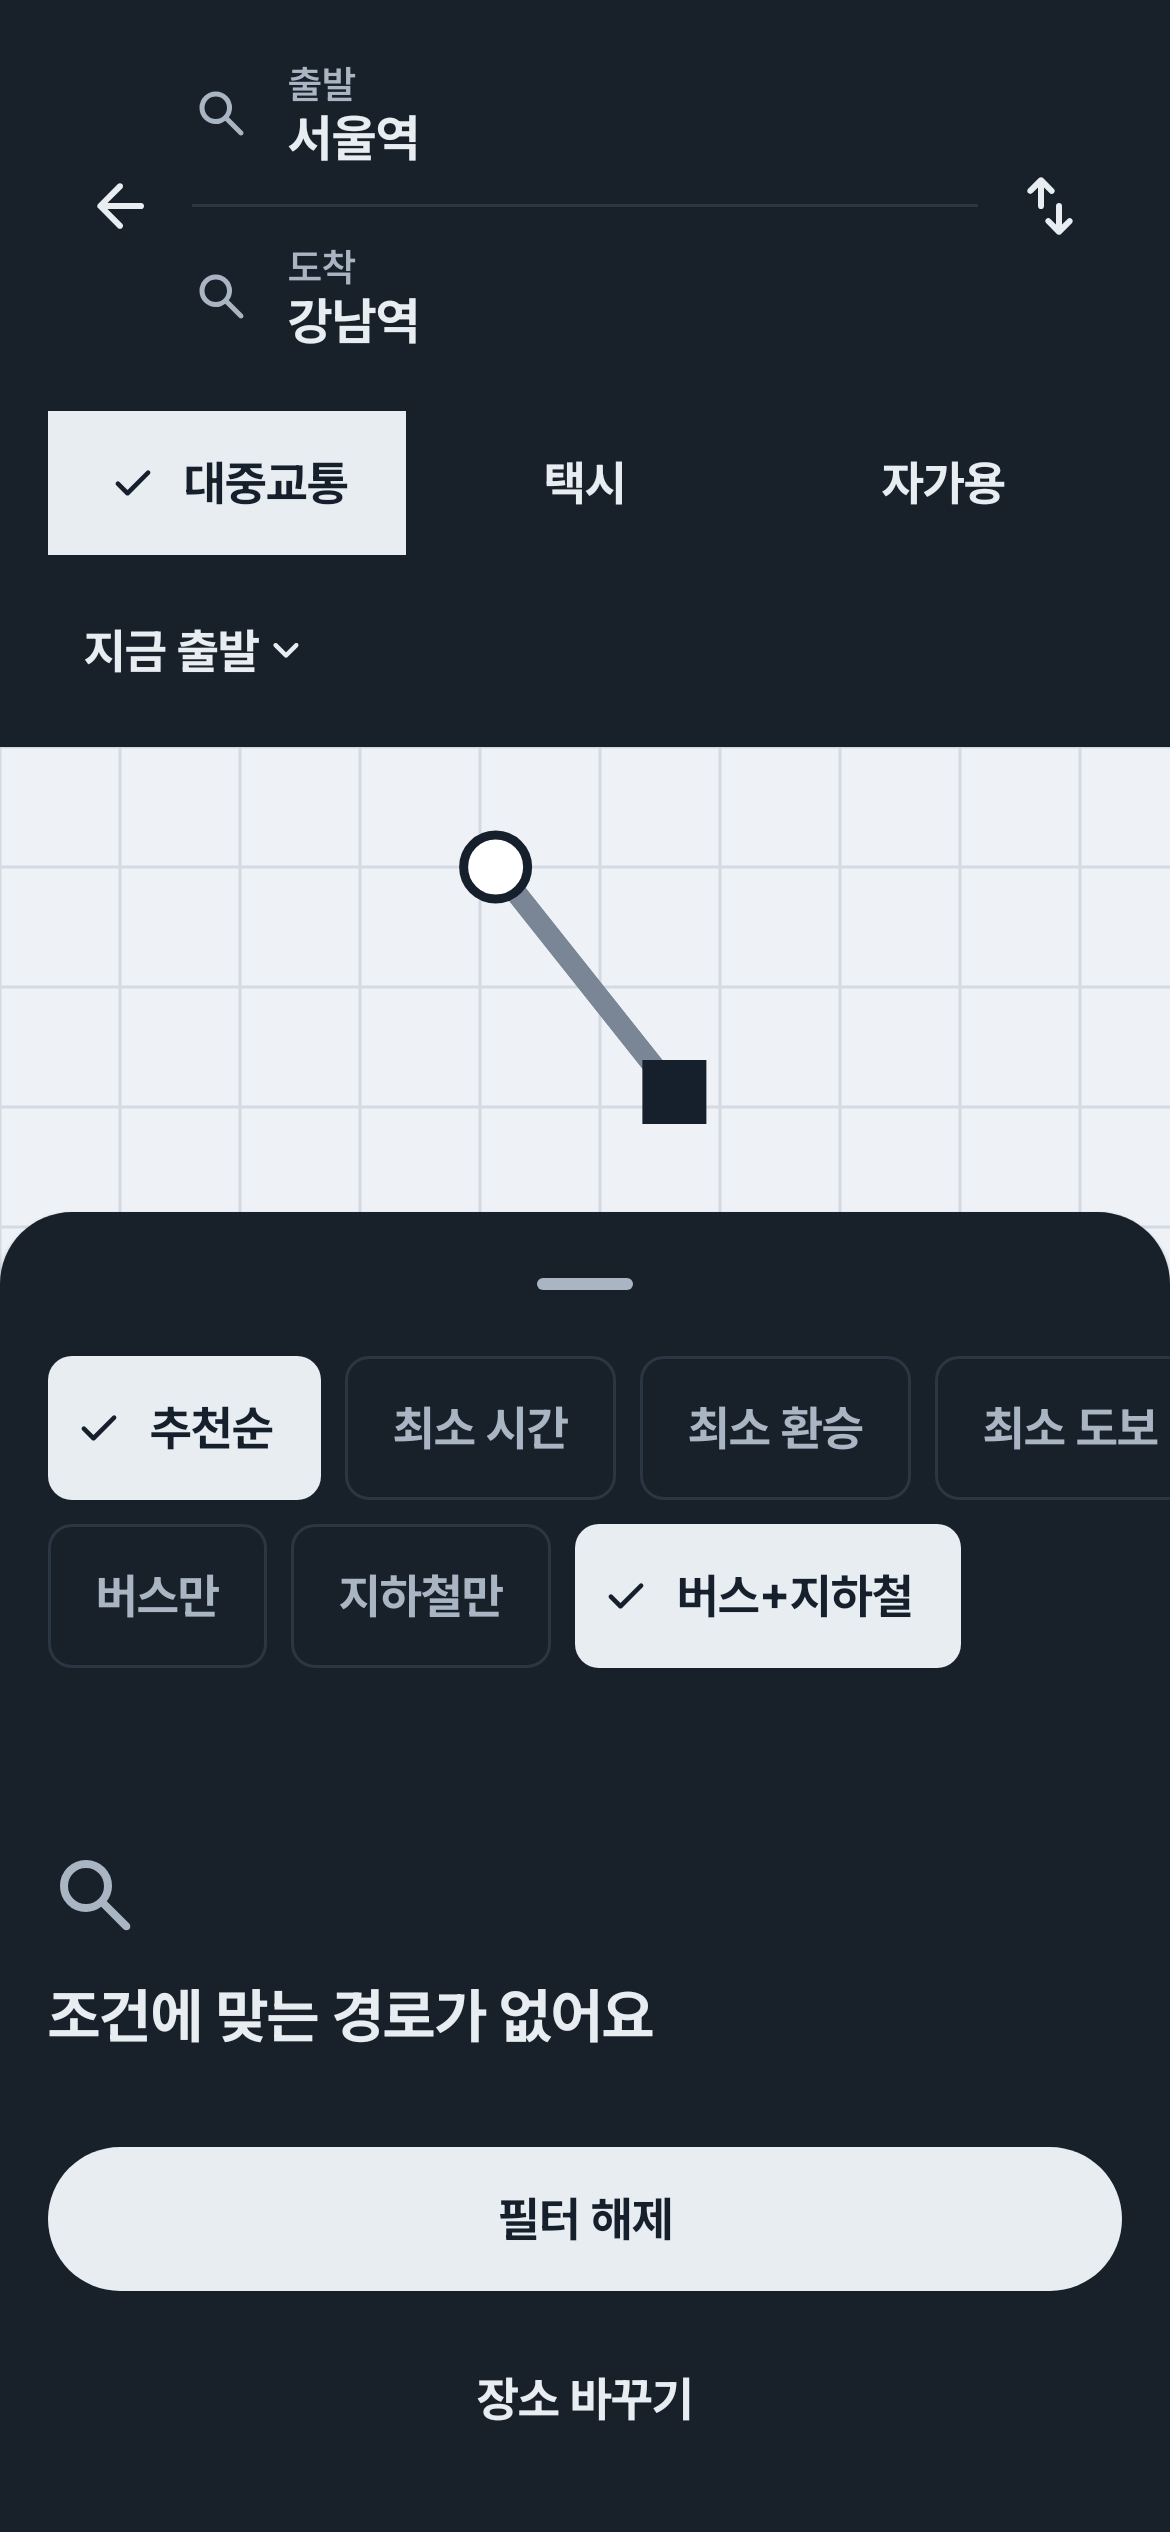 출발
서울역
도착
강남역
대중교통 택시 자가용
지금 출발
추천순 최소 시간 최소 환승 최소 도보
버스만 지하철만 버스+지하철
조건에 맞는 경로가 없어요
필터 해제
장소 바꾸기